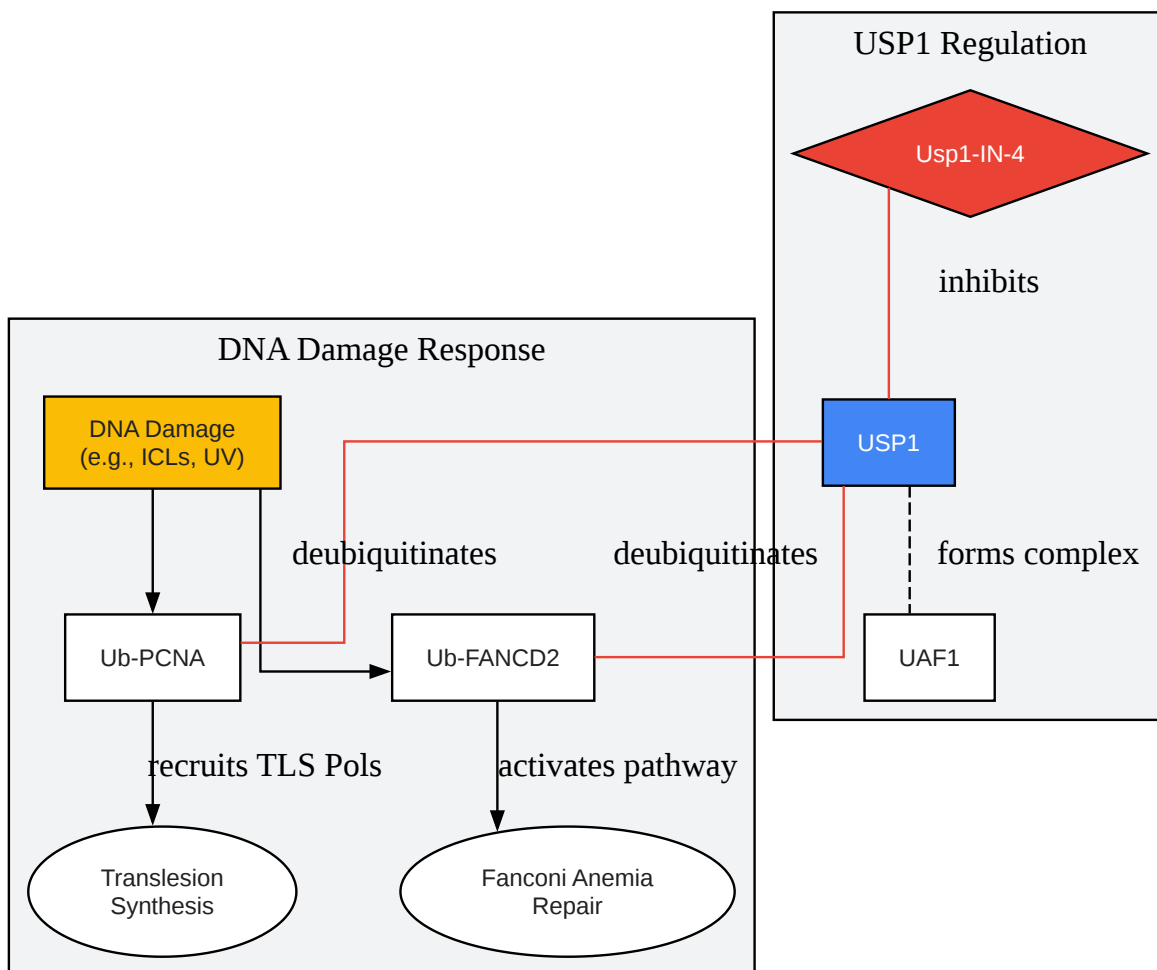 USP1 Regulation
Usp1-IN-4
inhibits
DNA Damage Response
DNA Damage
(e.g., ICLs, UV)
USP1
deubiquitinates
deubiquitinates
forms complex
Ub-PCNA
Ub-FANCD2
UAF1
recruits TLS Pols
activates pathway
Translesion
Synthesis
Fanconi Anemia
Repair